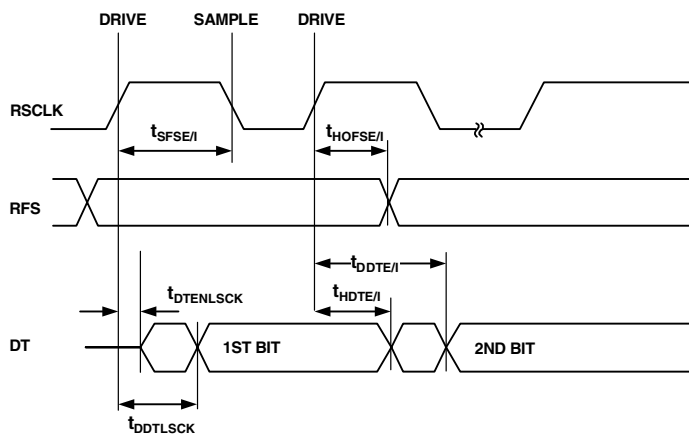 DRIVE SAMPLE DRIVE
RSCLK
tSFSE/I tHOFSE/I
RFS
tDDTE/I
tDTENLSCK tHDTE/I
DT 1ST BIT 2ND BIT
tDDTLSCK